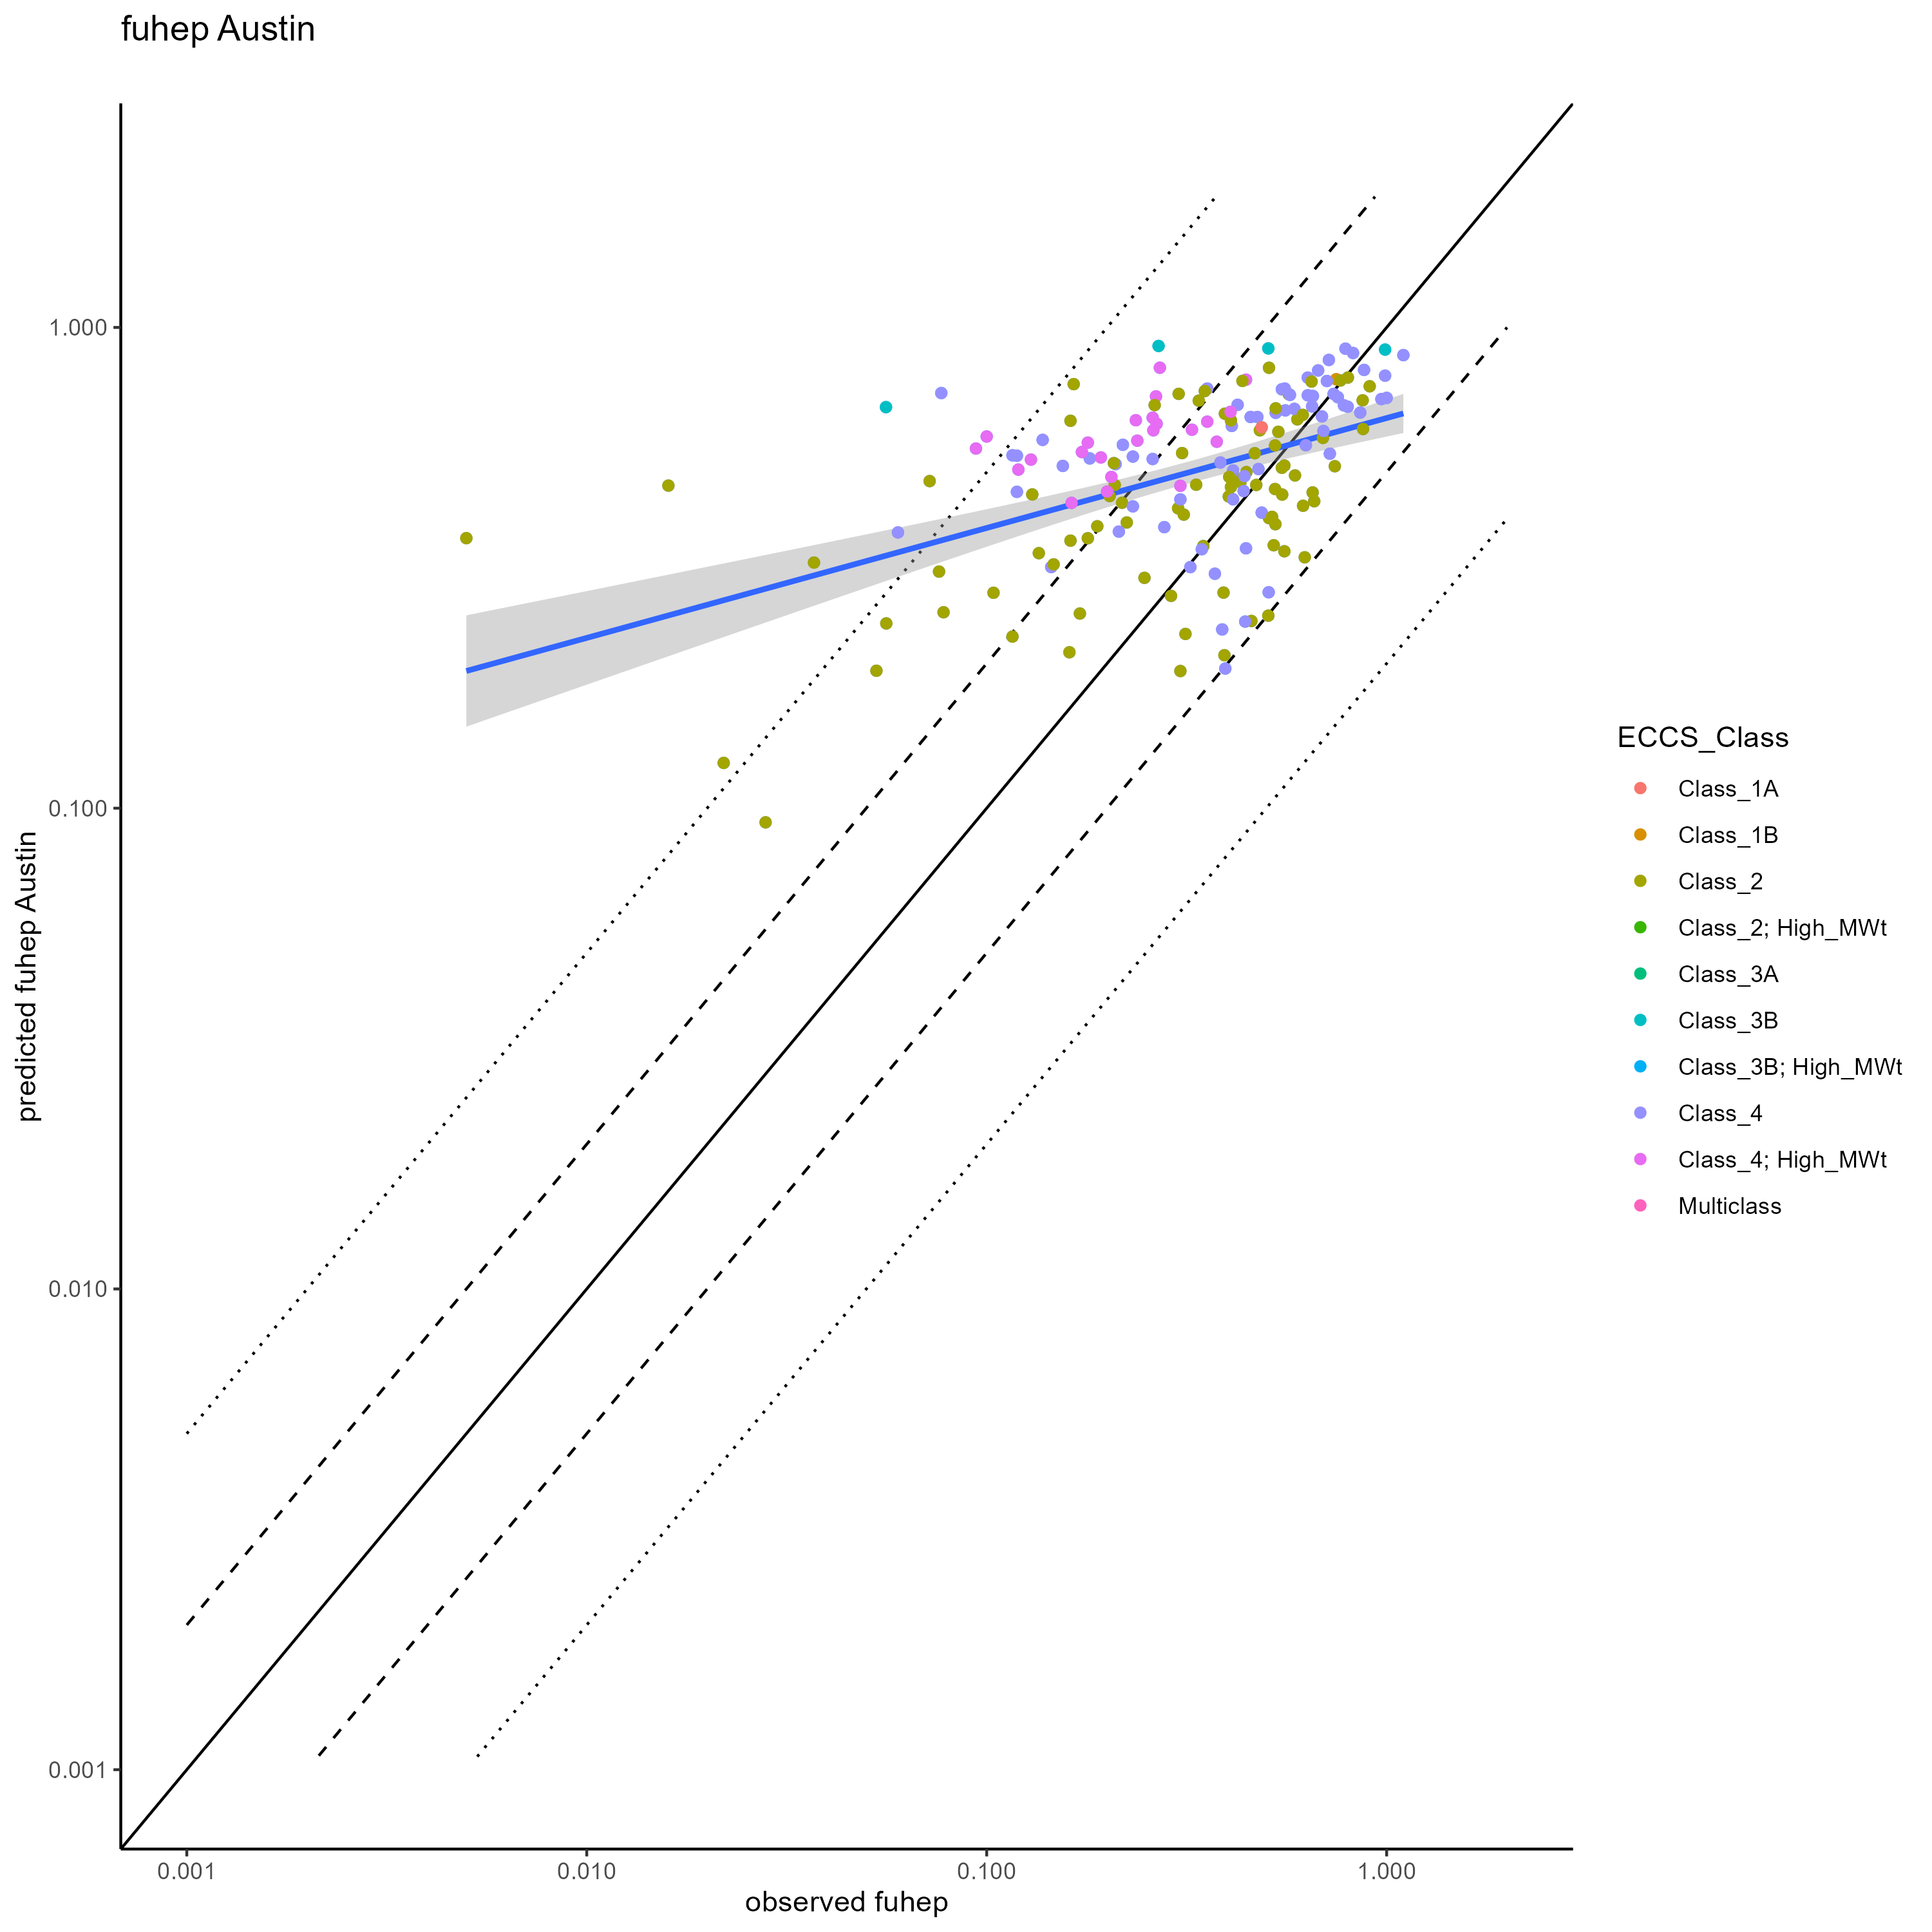 fuhep Austin
1.000
0.100
0.010
0.001
predicted fuhep Austin
0.001 0.010 0.100 1.000
observed fuhep
ECCS_Class
Class_1A
Class_1B
Class_2
Class_2; High_MWt
Class_3A
Class_3B
Class_3B; High_MWt
Class_4
Class_4; High_MWt
Multiclass